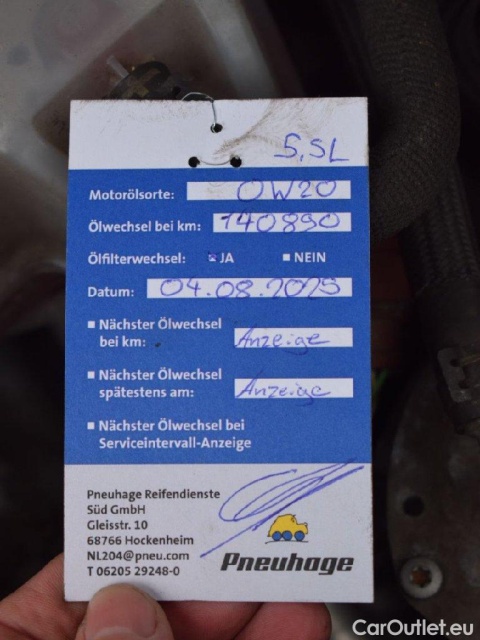 5,5L
Motorölsorte: 0W20
Ölwechsel bei km: 140890
Ölfilterwechsel: JA NEIN
Datum: 04.08.2025
Nächster Ölwechsel
bei km: Anzeige
Nächster Ölwechsel
spätestens am: Anzeige
Nächster Ölwechsel bei
Serviceintervall-Anzeige
Pneuhage Reifendienste
Süd GmbH
Gleisstr. 10
68766 Hockenheim
NL204@pneu.com
T 06205 29248-0
Pneuhage
CarOutlet.eu